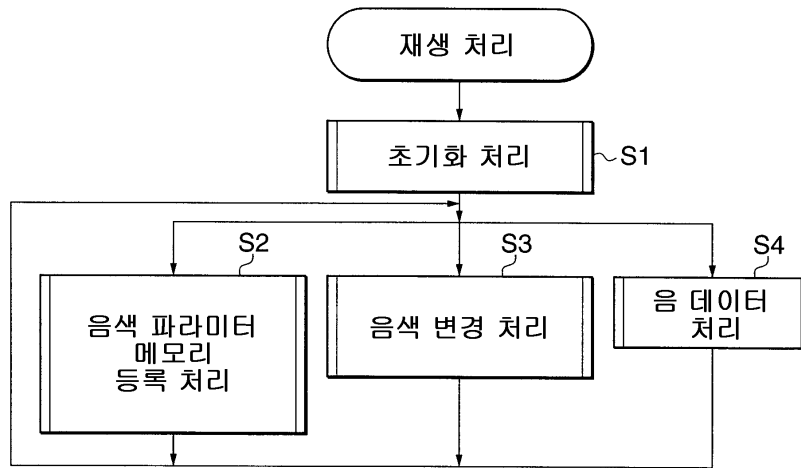 재생 처리
초기화 처리
S1
S2
S3
S4
음색 파라미터
메모리
등록 처리
음색 변경 처리
음 데이터
처리